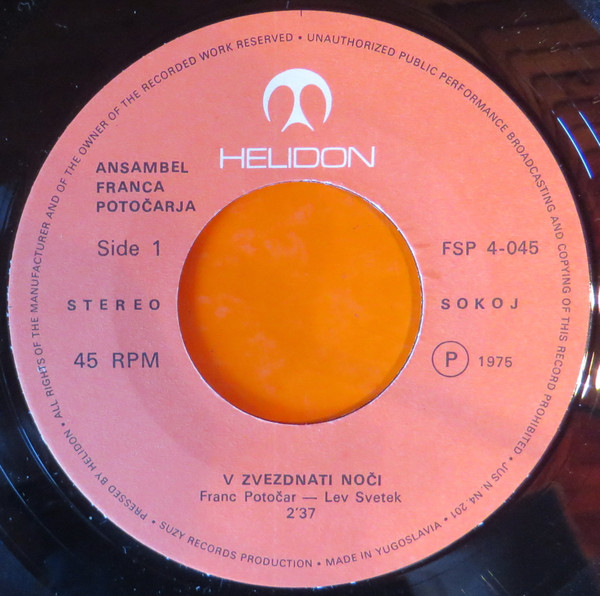 HELIDON
ANSAMBEL
FRANCA
POTOČARJA
Side 1
FSP 4-045
STEREO
SOKOJ
45 RPM
P 1975
V ZVEZDNATI NOČI
Franc Potočar — Lev Svetek
2'37
PRESSED BY HELIDON • ALL RIGHTS OF THE MANUFACTURER AND OF THE OWNER OF THE RECORDED WORK RESERVED • UNAUTHORIZED PUBLIC PERFORMANCE BROADCASTING AND COPYING OF THIS RECORD PROHIBITED • JUS N. N4 201 • MADE IN YUGOSLAVIA • SUZY RECORDS PRODUCTION •